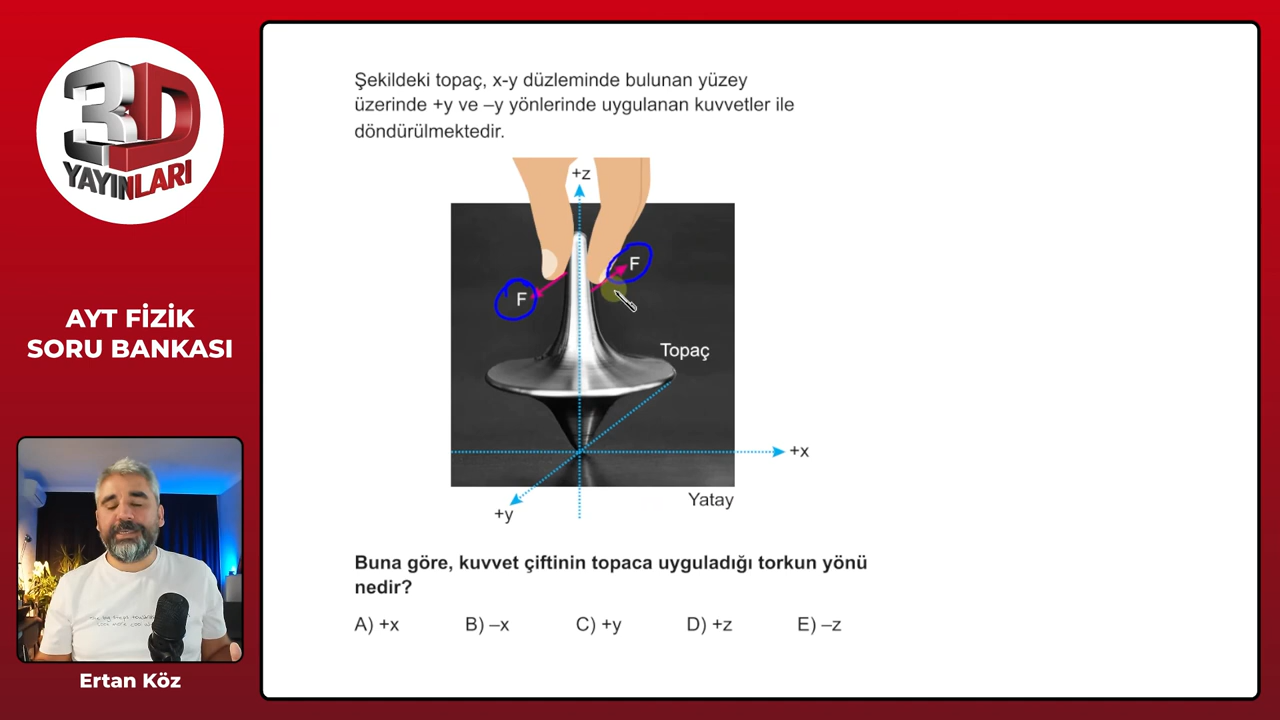 3D
YAYINLARI
AYT FİZİK
SORU BANKASI
Ertan Köz
Şekildeki topaç, x-y düzleminde bulunan yüzey
üzerinde +y ve –y yönlerinde uygulanan kuvvetler ile
döndürülmektedir.
+z
F
F
Topaç
+x
Yatay
+y
Buna göre, kuvvet çiftinin topaca uyguladığı torkun yönü
nedir?
A) +x B) –x C) +y D) +z E) –z